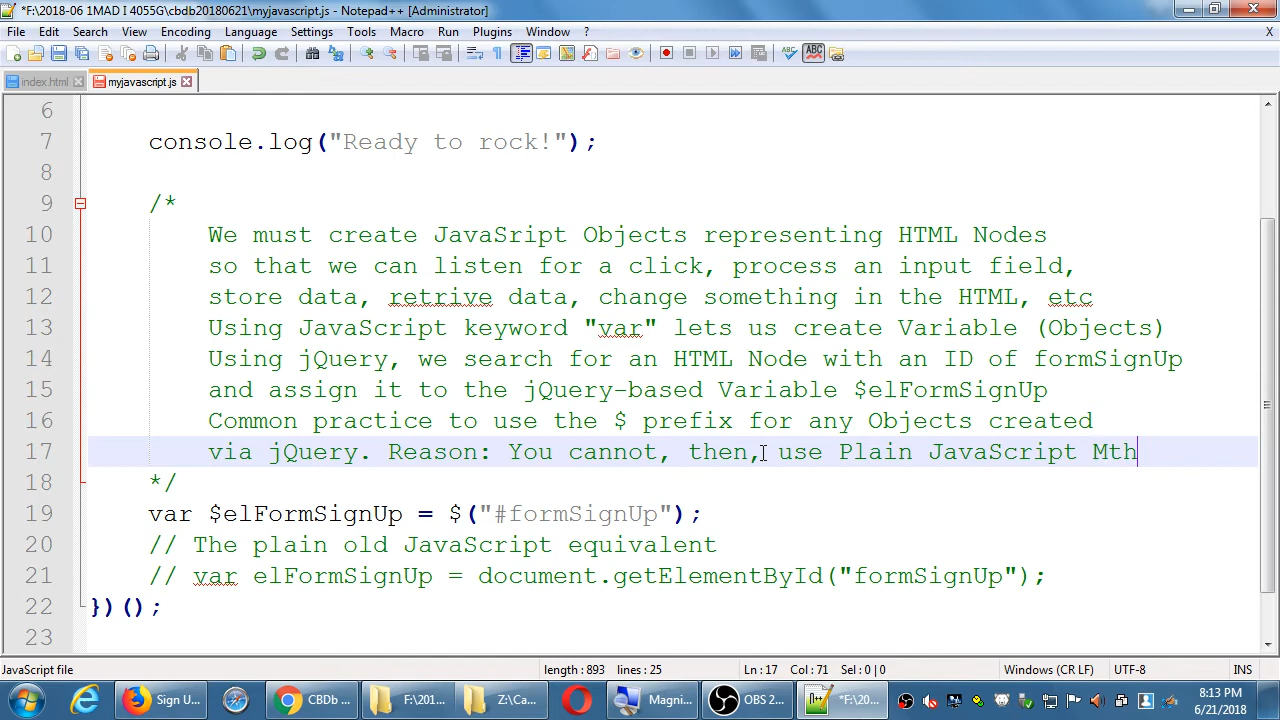 *F:\2018-06 1MAD I 4055G\cbdb20180621\myjavascript.js - Notepad++ [Administrator]
File Edit Search View Encoding Language Settings Tools Macro Run Plugins Window ? X
index.html myjavascript.js
6
7 console.log("Ready to rock!");
8
9 /*
10 We must create JavaSript Objects representing HTML Nodes
11 so that we can listen for a click, process an input field,
12 store data, retrive data, change something in the HTML, etc
13 Using JavaScript keyword "var" lets us create Variable (Objects)
14 Using jQuery, we search for an HTML Node with an ID of formSignUp
15 and assign it to the jQuery-based Variable $elFormSignUp
16 Common practice to use the $ prefix for any Objects created
17 via jQuery. Reason: You cannot, then, use Plain JavaScript Mth
18 */
19 var $elFormSignUp = $("#formSignUp");
20 // The plain old JavaScript equivalent
21 // var elFormSignUp = document.getElementById("formSignUp");
22 })();
23
JavaScript file length : 893 lines : 25 Ln : 17 Col : 71 Sel : 0 | 0 Windows (CR LF) UTF-8 INS
Sign U... CBDb ... F:\201... Z:\Ca... Magni... OBS 2... *F:\20... 8:13 PM
6/21/2018